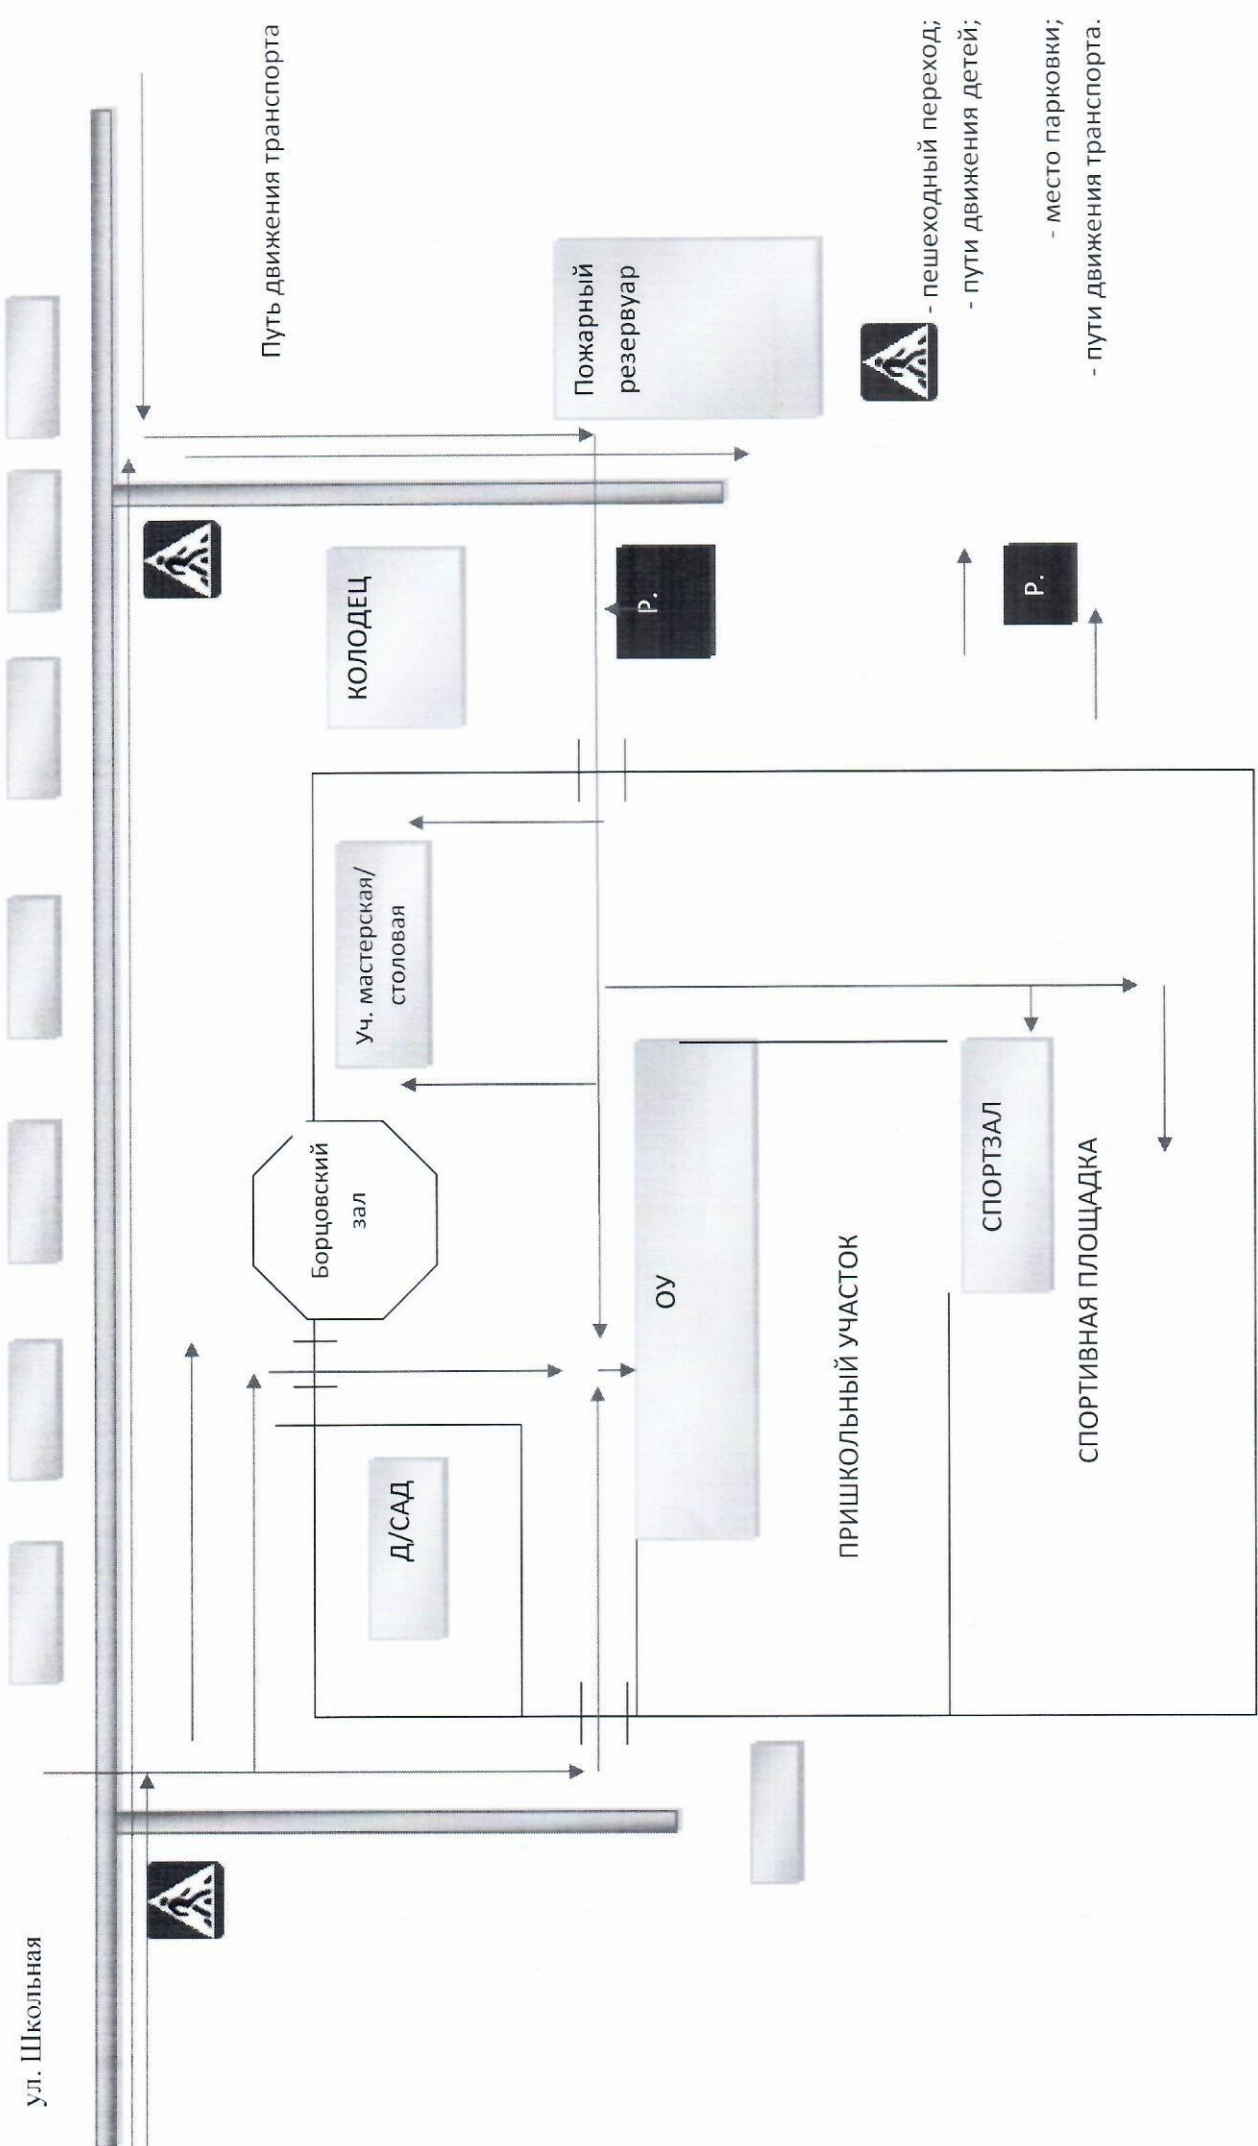 ул. Школьная
Путь движения транспорта
Борцовский
зал
Уч. мастерская/
столовая
КОЛОДЕЦ
Д/САД
Пожарный
резервуар
Р.
ОУ
ПРИШКОЛЬНЫЙ УЧАСТОК
СПОРТЗАЛ
СПОРТИВНАЯ ПЛОЩАДКА
- пешеходный переход;
- пути движения детей;
Р.
- место парковки;
- пути движения транспорта.